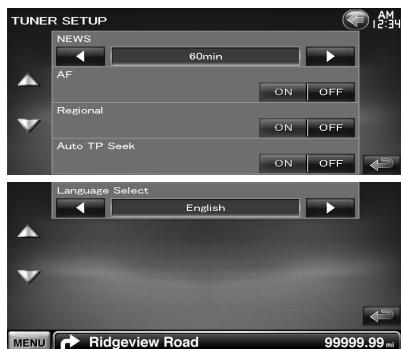 TUNER SETUP
AM 12:34
NEWS
60min
AF
ON OFF
Regional
ON OFF
Auto TP Seek
ON OFF
Language Select
English
MENU Ridgeview Road 99999.99 mi